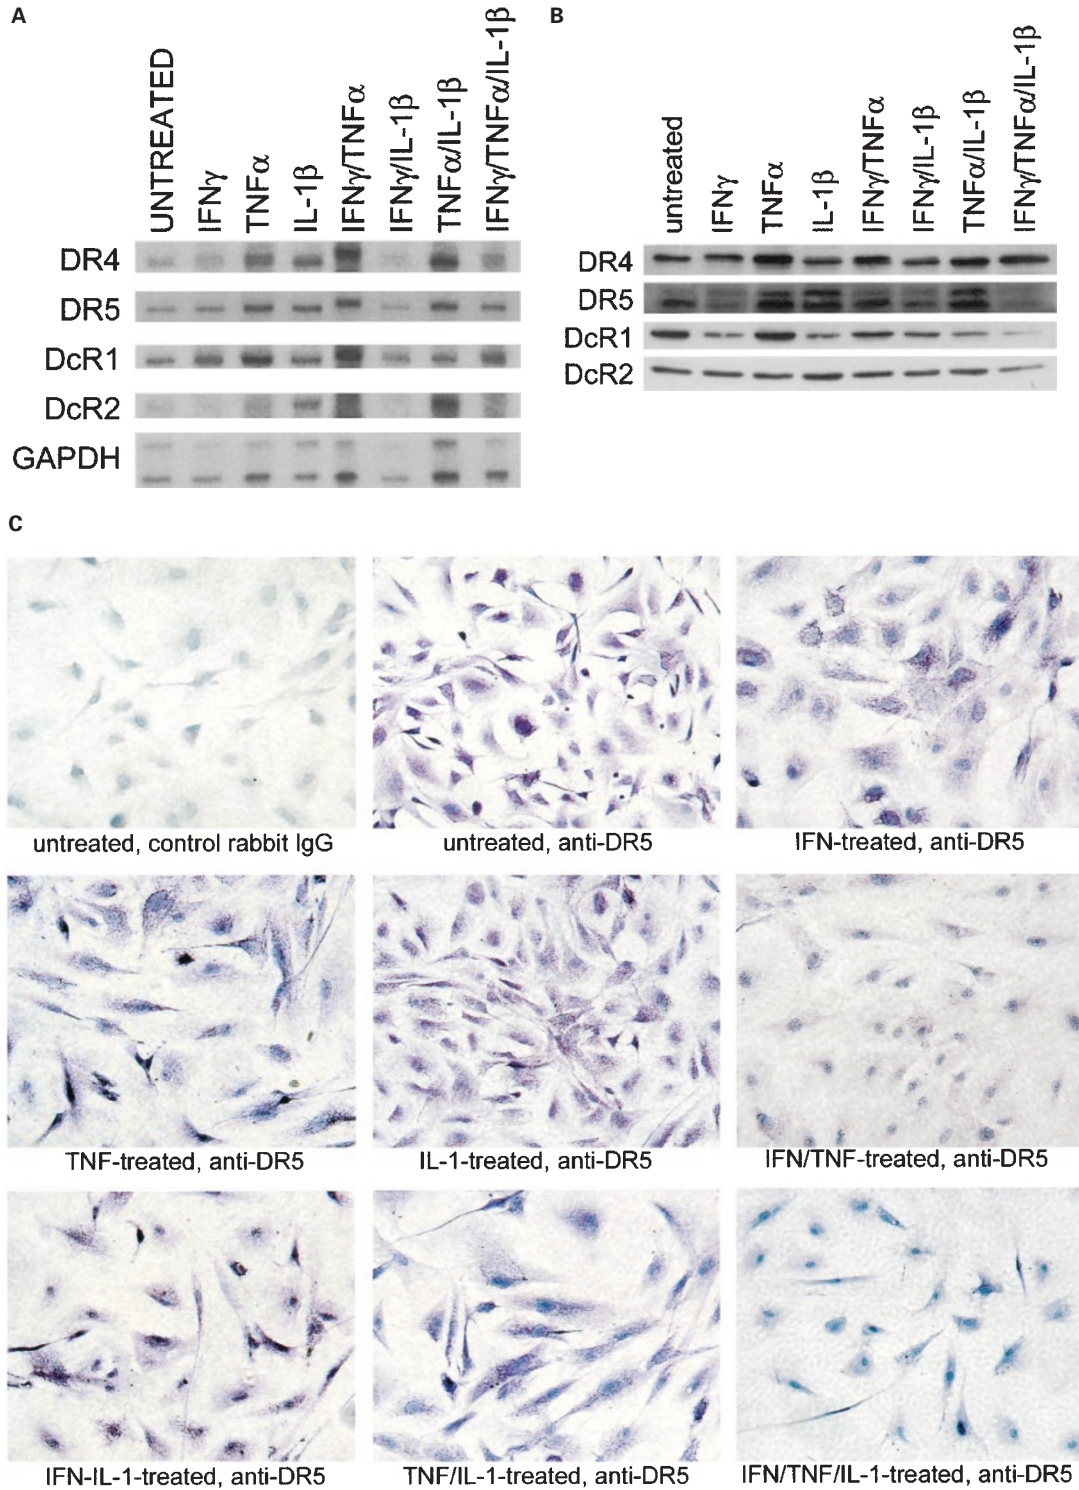 A
UNTREATED
IFNγ
TNFα
IL-1β
IFNγ/TNFα
IFNγ/IL-1β
TNFα/IL-1β
IFNγ/TNFα/IL-1β
DR4
DR5
DcR1
DcR2
GAPDH
B
untreated
IFNγ
TNFα
IL-1β
IFNγ/TNFα
IFNγ/IL-1β
TNFα/IL-1β
IFNγ/TNFα/IL-1β
DR4
DR5
DcR1
DcR2
C
untreated, control rabbit IgG
untreated, anti-DR5
IFN-treated, anti-DR5
TNF-treated, anti-DR5
IL-1-treated, anti-DR5
IFN/TNF-treated, anti-DR5
IFN-IL-1-treated, anti-DR5
TNF/IL-1-treated, anti-DR5
IFN/TNF/IL-1-treated, anti-DR5